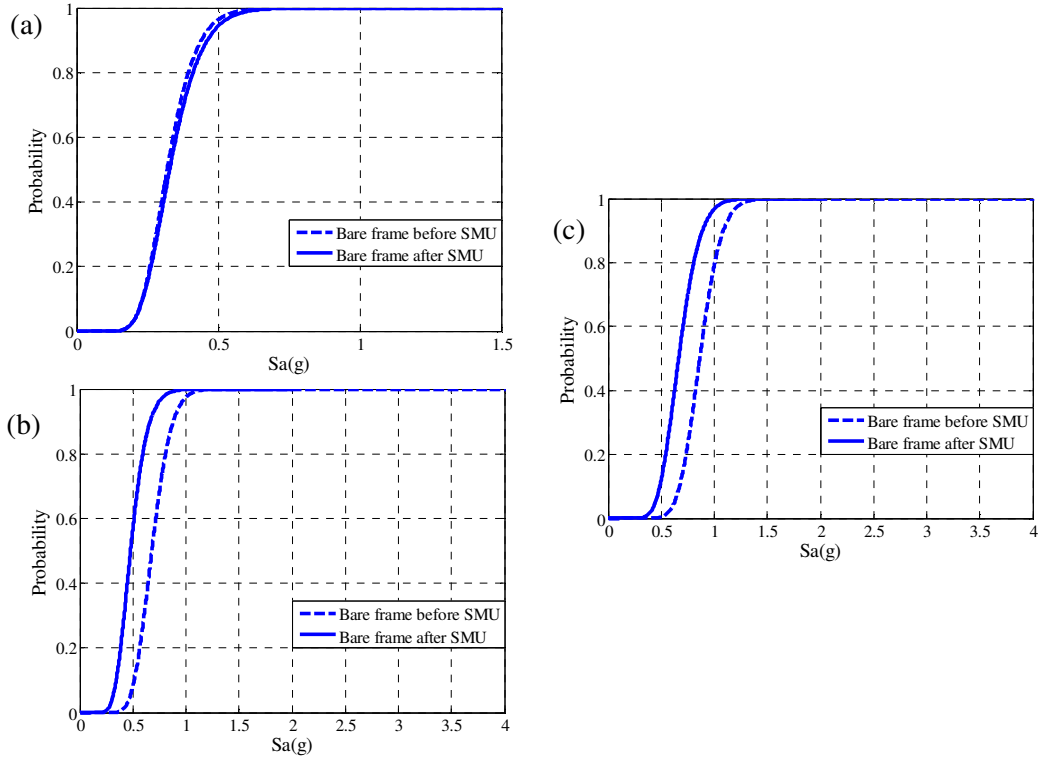 (a)
Probability
1
0.8
0.6
0.4
0.2
0
Bare frame before SMU
Bare frame after SMU
0 0.5 1 1.5
Sa(g)
(b)
Probability
1
0.8
0.6
0.4
0.2
0
Bare frame before SMU
Bare frame after SMU
0 0.5 1 1.5 2 2.5 3 3.5 4
Sa(g)
(c)
Probability
1
0.8
0.6
0.4
0.2
0
Bare frame before SMU
Bare frame after SMU
0 0.5 1 1.5 2 2.5 3 3.5 4
Sa(g)